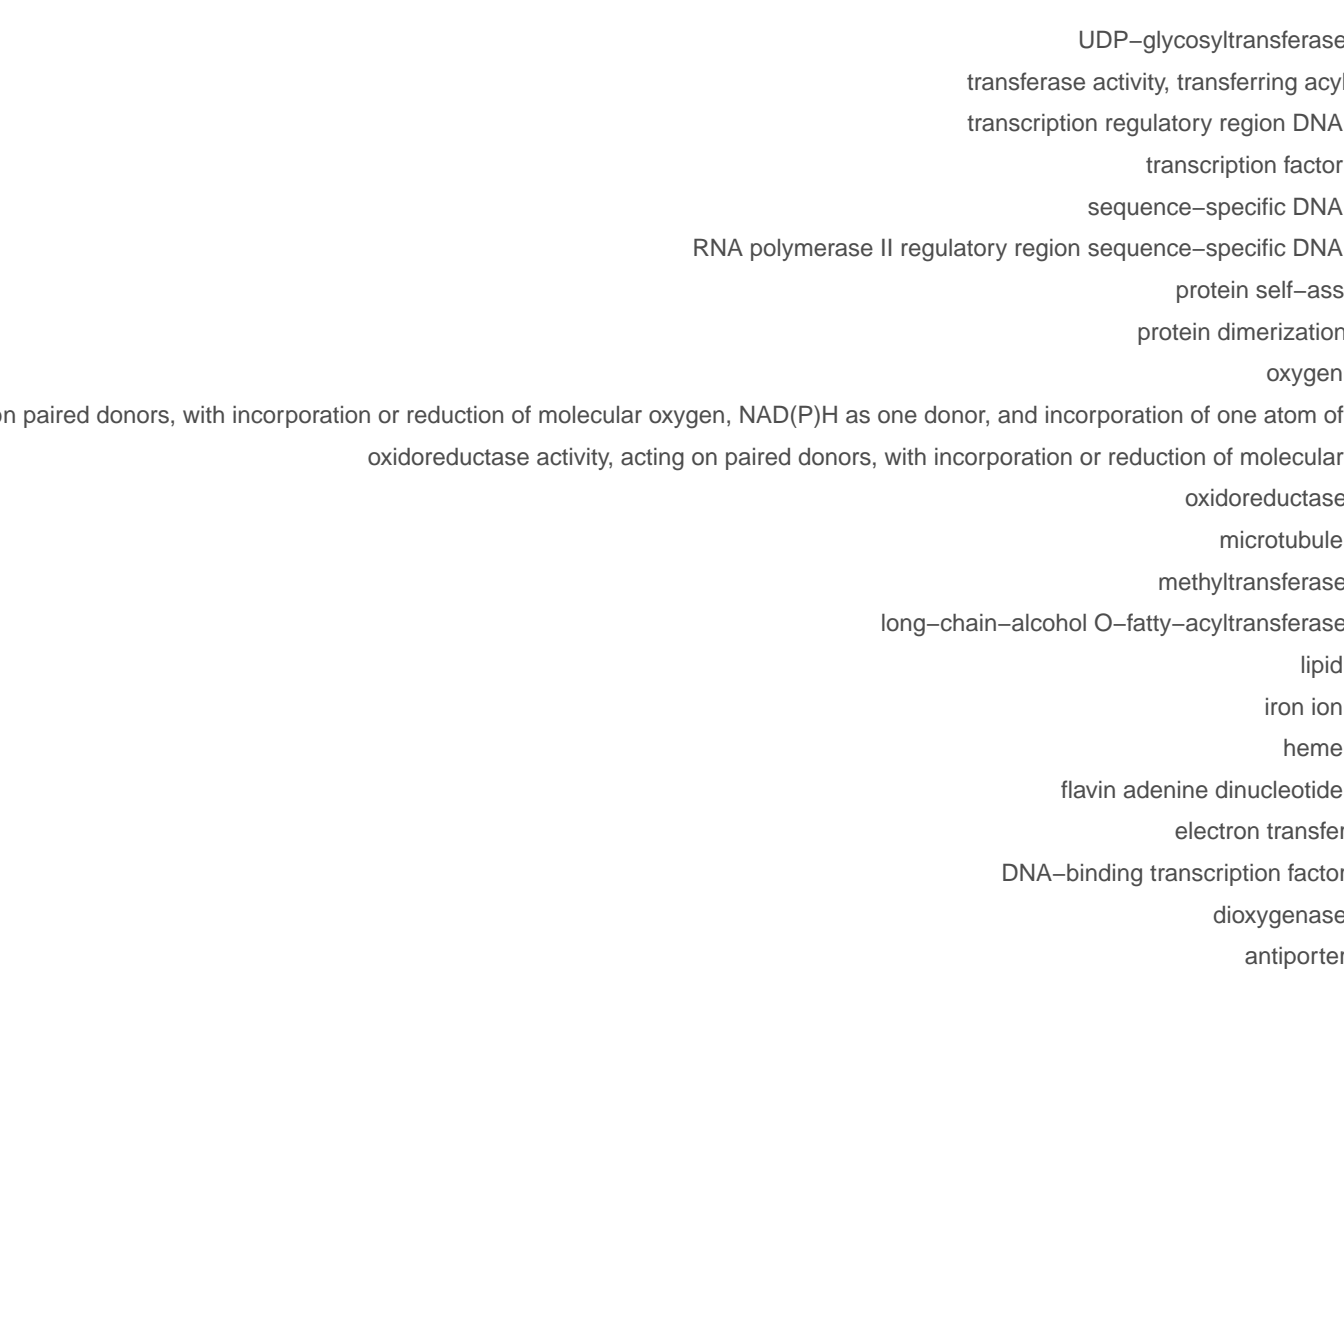 UDP−glycosyltransferase
transferase activity, transferring acyl
transcription regulatory region DNA
transcription factor
sequence−specific DNA
RNA polymerase II regulatory region sequence−specific DNA
protein self−ass
protein dimerization
oxygen
on paired donors, with incorporation or reduction of molecular oxygen, NAD(P)H as one donor, and incorporation of one atom of
oxidoreductase activity, acting on paired donors, with incorporation or reduction of molecular
oxidoreductase
microtubule
methyltransferase
long−chain−alcohol O−fatty−acyltransferase
lipid
iron ion
heme
flavin adenine dinucleotide
electron transfer
DNA−binding transcription factor
dioxygenase
antiporter